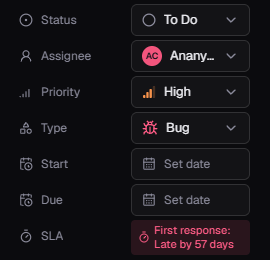 Status To Do
Assignee AC Anany...
Priority High
Type Bug
Start Set date
Due Set date
SLA First response:
Late by 57 days